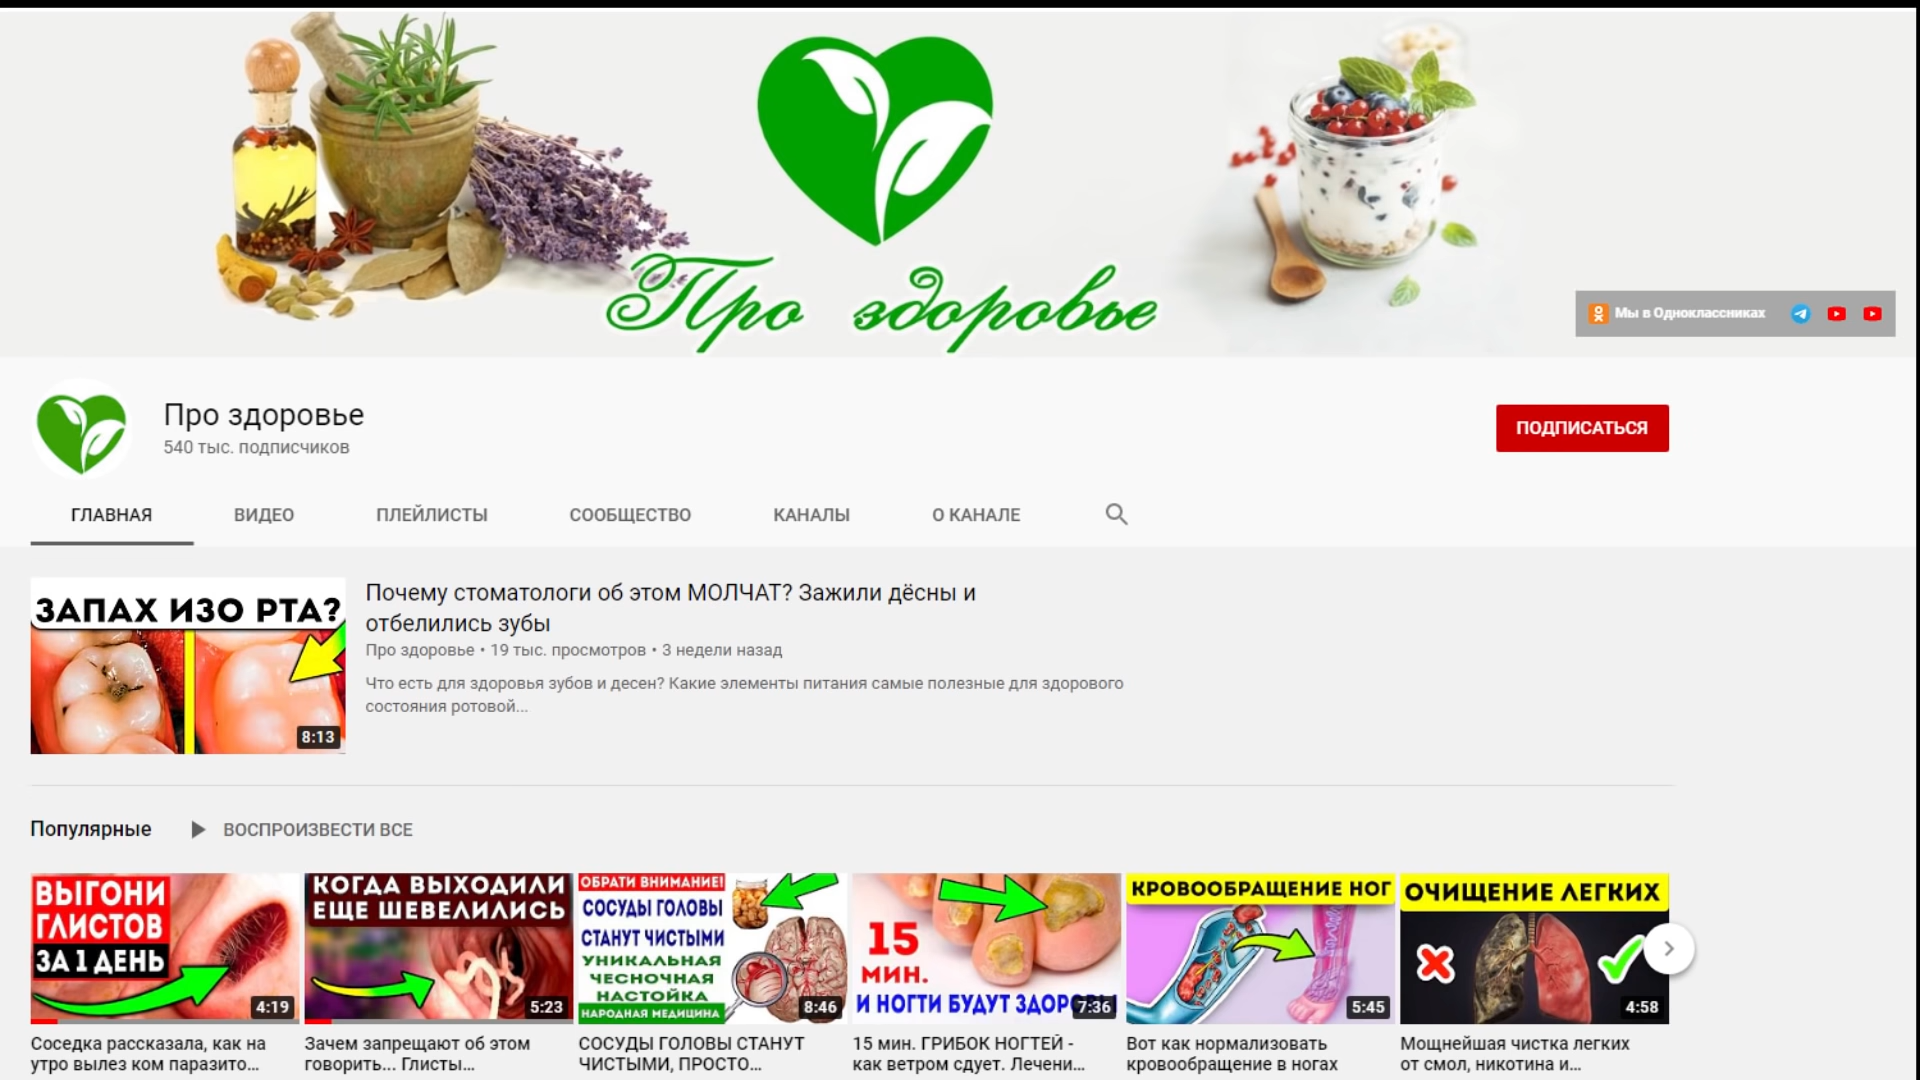 Про здоровье
Мы в Одноклассниках
Про здоровье
540 тыс. подписчиков
ПОДПИСАТЬСЯ
ГЛАВНАЯ
ВИДЕО
ПЛЕЙЛИСТЫ
СООБЩЕСТВО
КАНАЛЫ
О КАНАЛЕ
ЗАПАХ ИЗО РТА?
8:13
Почему стоматологи об этом МОЛЧАТ? Зажили дёсны и
отбелились зубы
Про здоровье • 19 тыс. просмотров • 3 недели назад
Что есть для здоровья зубов и десен? Какие элементы питания самые полезные для здорового
состояния ротовой...
Популярные
ВОСПРОИЗВЕСТИ ВСЕ
ВЫГОНИ
ГЛИСТОВ
ЗА 1 ДЕНЬ
4:19
Соседка рассказала, как на
утро вылез ком паразито...
КОГДА ВЫХОДИЛИ
ЕЩЕ ШЕВЕЛИЛИСЬ
5:23
Зачем запрещают об этом
говорить... Глисты...
ОБРАТИ ВНИМАНИЕ!
СОСУДЫ ГОЛОВЫ
СТАНУТ ЧИСТЫМИ
УНИКАЛЬНАЯ
ЧЕСНОЧНАЯ
НАСТОЙКА
НАРОДНАЯ МЕДИЦИНА
8:46
СОСУДЫ ГОЛОВЫ СТАНУТ
ЧИСТЫМИ, ПРОСТО...
15
МИН.
И НОГТИ БУДУТ ЗДОРОВЫ
7:36
15 мин. ГРИБОК НОГТЕЙ -
как ветром сдует. Лечени...
КРОВООБРАЩЕНИЕ НОГ
5:45
Вот как нормализовать
кровообращение в ногах
ОЧИЩЕНИЕ ЛЕГКИХ
4:58
Мощнейшая чистка легких
от смол, никотина и...